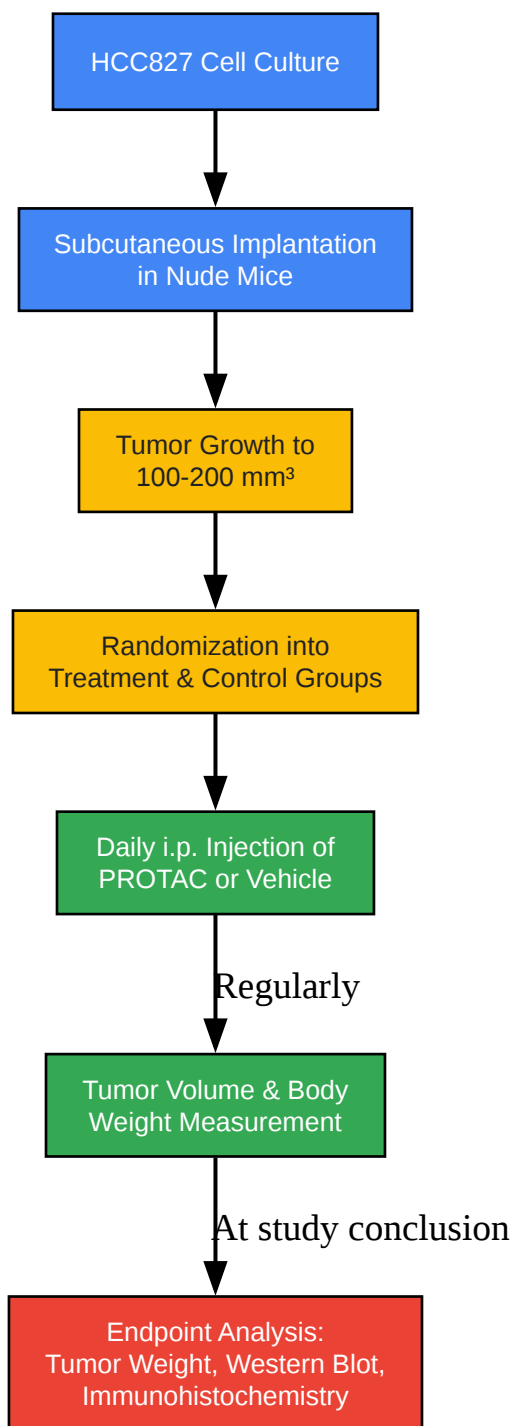 HCC827 Cell Culture
Subcutaneous Implantation
in Nude Mice
Tumor Growth to
100-200 mm³
Randomization into
Treatment & Control Groups
Daily i.p. Injection of
PROTAC or Vehicle
Regularly
Tumor Volume & Body
Weight Measurement
At study conclusion
Endpoint Analysis:
Tumor Weight, Western Blot,
Immunohistochemistry